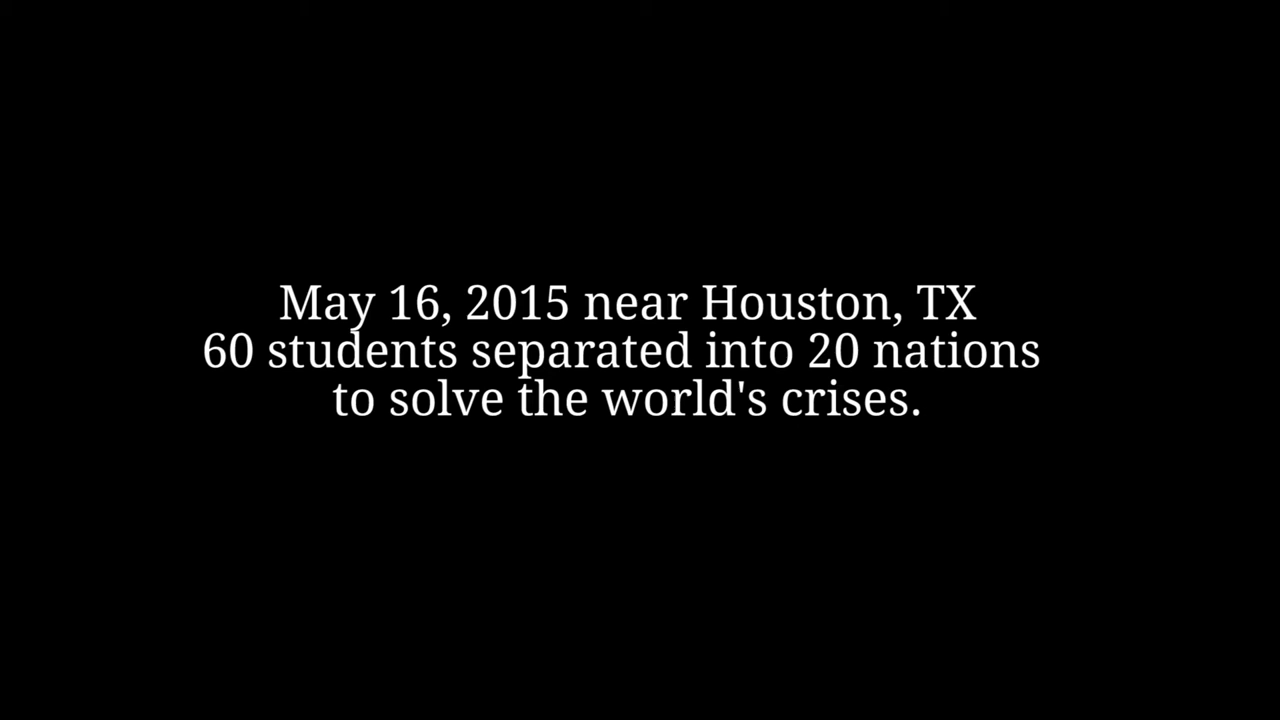 May 16, 2015 near Houston, TX
60 students separated into 20 nations
to solve the world's crises.